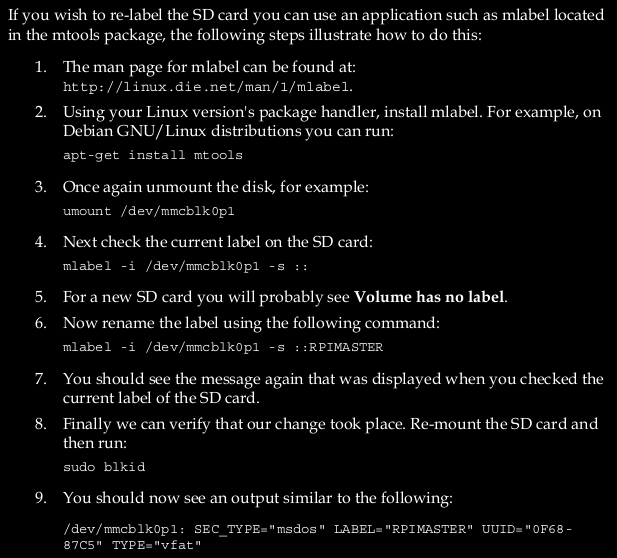 If you wish to re-label the SD card you can use an application such as mlabel located
in the mtools package, the following steps illustrate how to do this:
1. The man page for mlabel can be found at:
http://linux.die.net/man/1/mlabel.
2. Using your Linux version's package handler, install mlabel. For example, on
Debian GNU/Linux distributions you can run:
apt-get install mtools
3. Once again unmount the disk, for example:
umount /dev/mmcblk0p1
4. Next check the current label on the SD card:
mlabel -i /dev/mmcblk0p1 -s ::
5. For a new SD card you will probably see Volume has no label.
6. Now rename the label using the following command:
mlabel -i /dev/mmcblk0p1 -s ::RPIMASTER
7. You should see the message again that was displayed when you checked the
current label of the SD card.
8. Finally we can verify that our change took place. Re-mount the SD card and
then run:
sudo blkid
9. You should now see an output similar to the following:
/dev/mmcblk0p1: SEC_TYPE="msdos" LABEL="RPIMASTER" UUID="0F68-
87C5" TYPE="vfat"